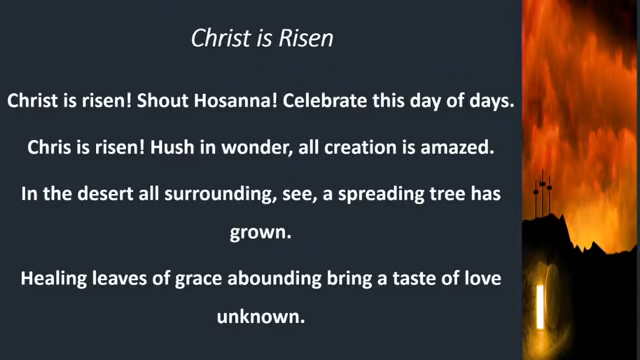 Christ is Risen
Christ is risen! Shout Hosanna! Celebrate this day of days.
Chris is risen! Hush in wonder, all creation is amazed.
In the desert all surrounding, see, a spreading tree has
grown.
Healing leaves of grace abounding bring a taste of love
unknown.